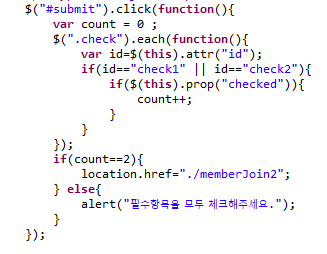 $("#submit").click(function(){
    var count = 0 ;
    $(".check").each(function(){
        var id=$(this).attr("id");
        if(id=="check1" || id=="check2"){
            if($(this).prop("checked")){
                count++;
            }
        }
    });
    if(count==2){
        location.href="./memberJoin2";
    } else{
        alert("필수항목을 모두 체크해주세요.");
    }
});